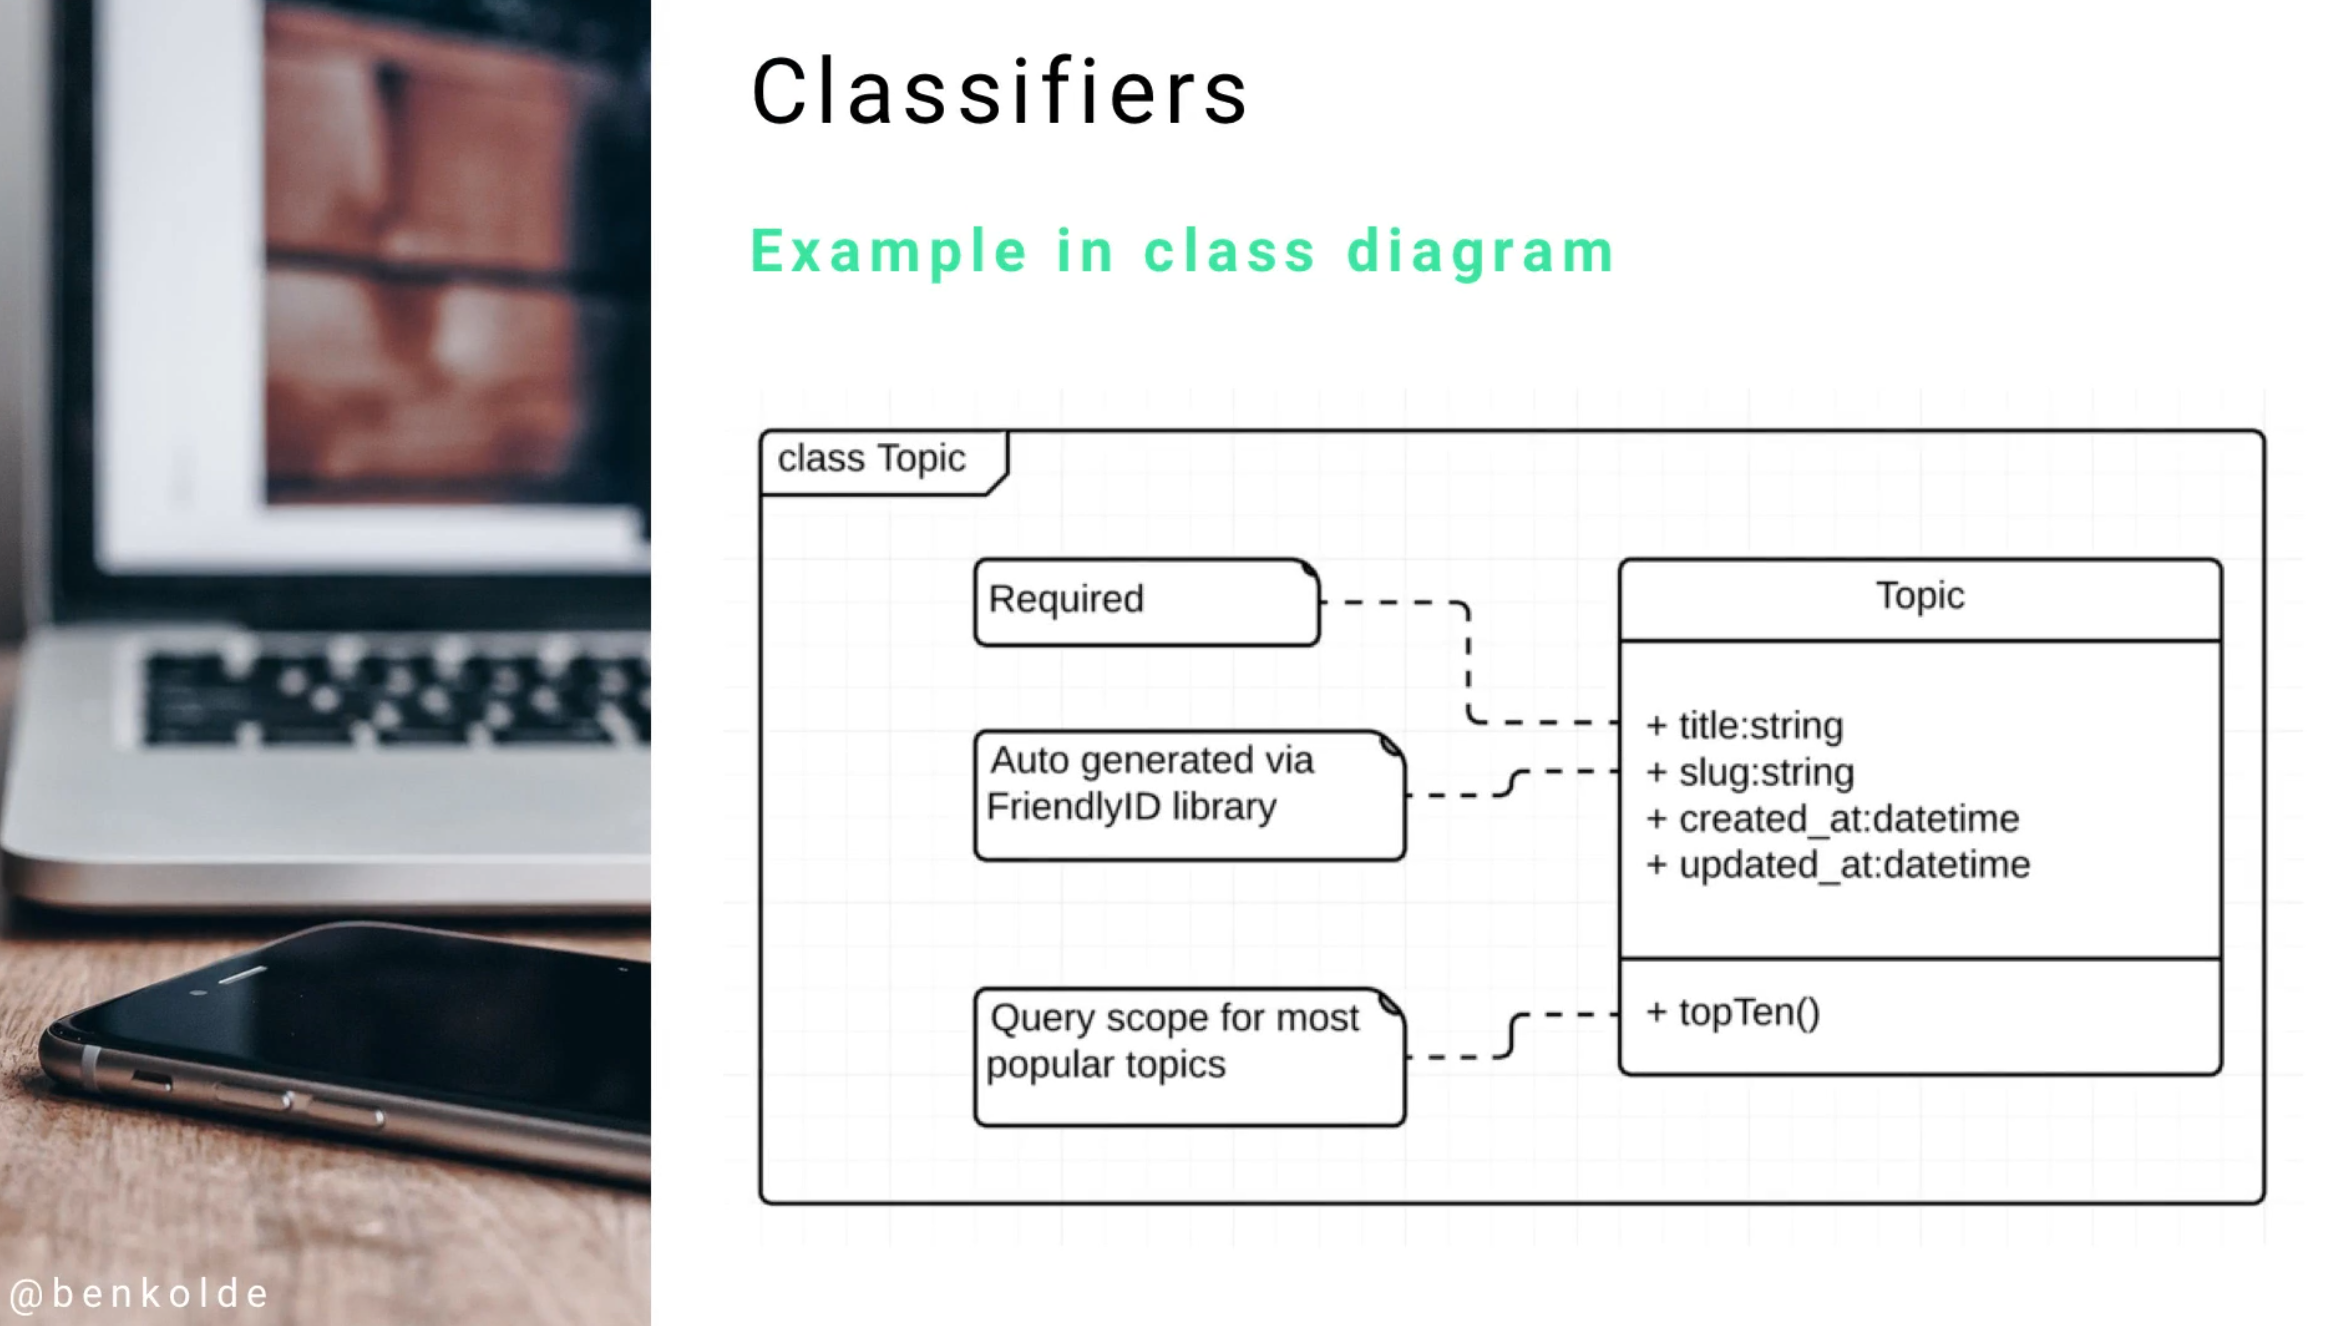 Classifiers
Example in class diagram
class Topic
Required
Auto generated via
FriendlyID library
Query scope for most
popular topics
Topic
+ title:string
+ slug:string
+ created_at:datetime
+ updated_at:datetime
+ topTen()
@benkolde